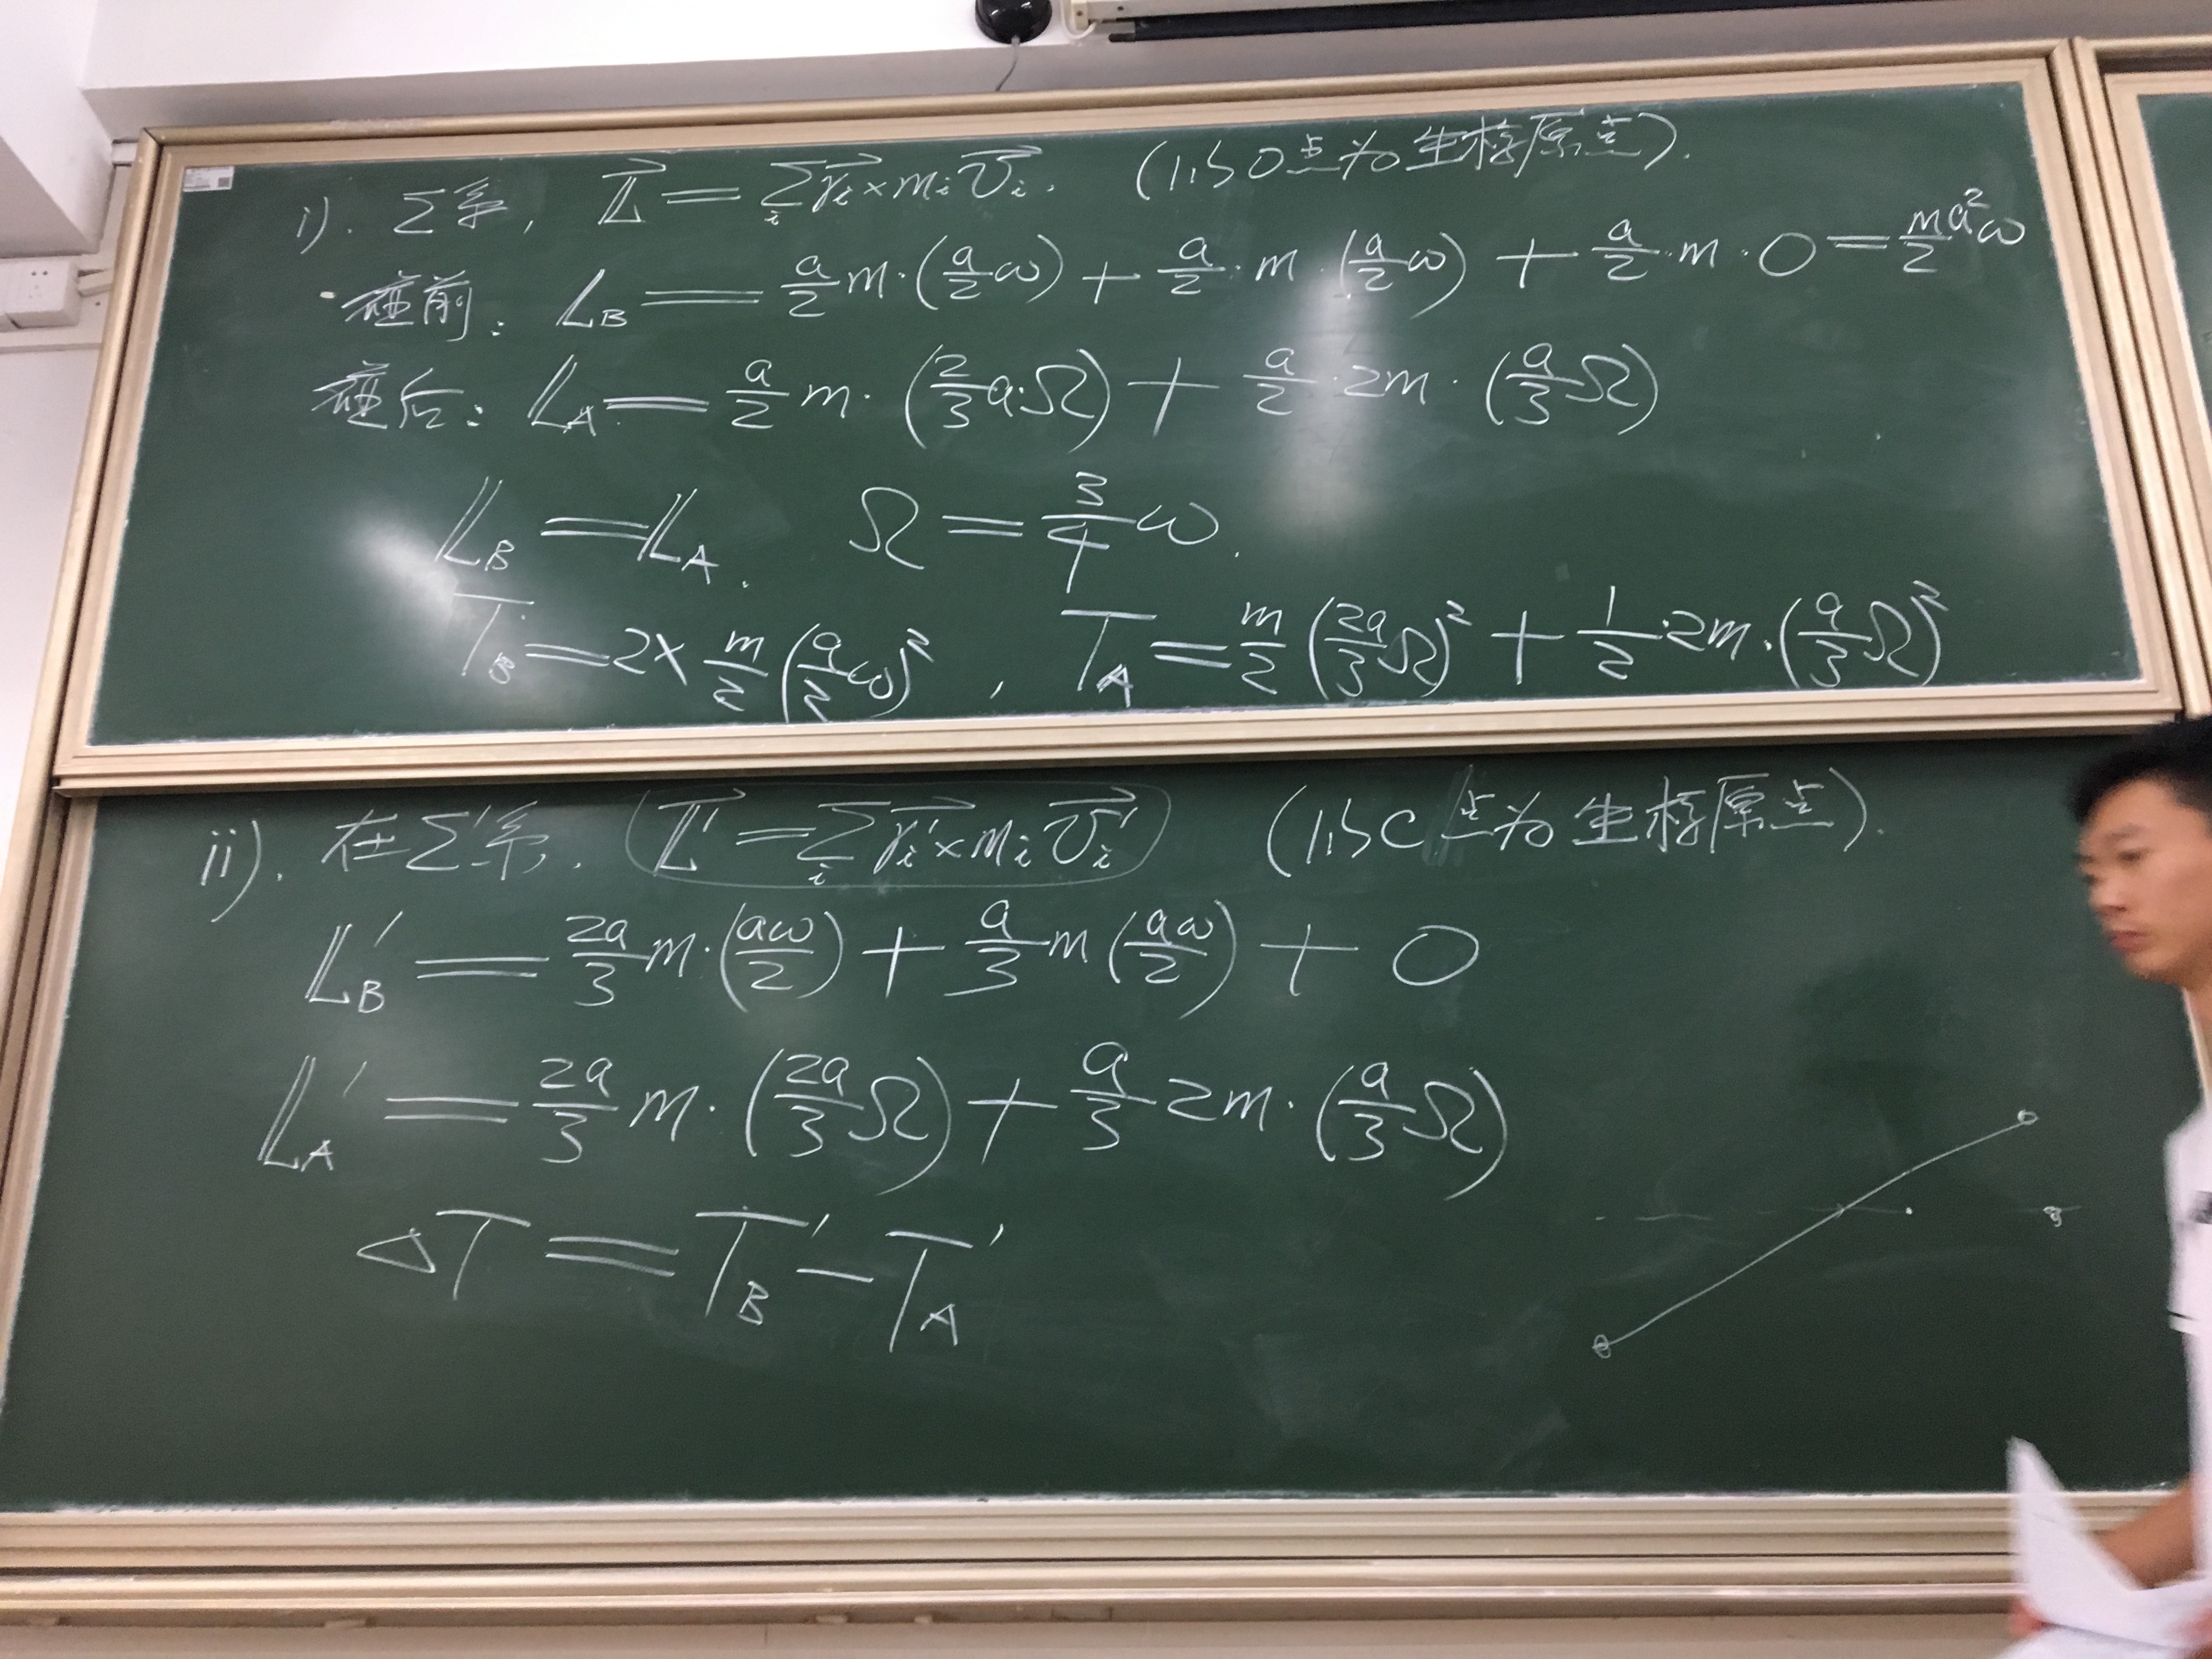 i). Σ系, $\vec{L} = \sum_i \vec{r}_i \times m_i \vec{v}_i$. (以O点为坐标原点).
碰前: $L_B = \frac{a}{2} m \cdot (\frac{a}{2}\omega) + \frac{a}{2} \cdot m \cdot (\frac{a}{2}\omega) + \frac{a}{2} \cdot m \cdot 0 = \frac{m}{2} a^2 \omega$
碰后: $L_A = \frac{a}{2} m \cdot (\frac{2}{3} a \cdot \Omega) + \frac{a}{2} \cdot 2m \cdot (\frac{a}{3}\Omega)$
$L_B = L_A$. $\Omega = \frac{3}{4}\omega$.
$T_B = 2 \times \frac{m}{2} (\frac{a}{2}\omega)^2$, $T_A = \frac{m}{2} (\frac{2a}{3}\Omega)^2 + \frac{1}{2} \cdot 2m \cdot (\frac{a}{3}\Omega)^2$
ii). 在Σ'系. $\vec{L}' = \sum_i \vec{r}_i' \times m_i \vec{v}_i'$ (以C点为坐标原点).
$L_B' = \frac{2a}{3} m \cdot (\frac{a\omega}{2}) + \frac{a}{3} m (\frac{a\omega}{2}) + 0$
$L_A' = \frac{2a}{3} m \cdot (\frac{2a}{3}\Omega) + \frac{a}{3} 2m \cdot (\frac{a}{3}\Omega)$
$\Delta T = T_B' - T_A'$